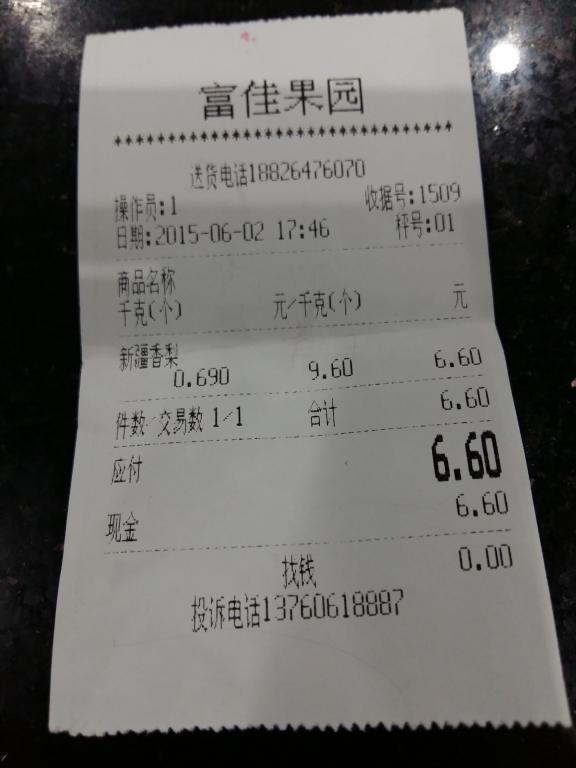 富佳果园
************************************
送货电话18826476070
操作员:1 收据号:1509
日期:2015-06-02 17:46 秤号:01
商品名称
千克(个) 元/千克(个) 元
新疆香梨
0.690 9.60 6.60
件数/交易数 1/1 合计 6.60
应付 6.60
现金 6.60
找钱 0.00
投诉电话13760618887